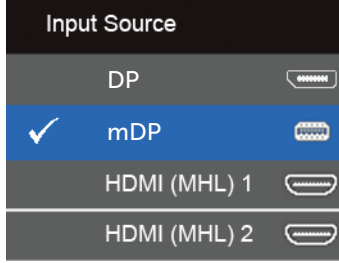 Input Source
DP
mDP
HDMI (MHL) 1
HDMI (MHL) 2